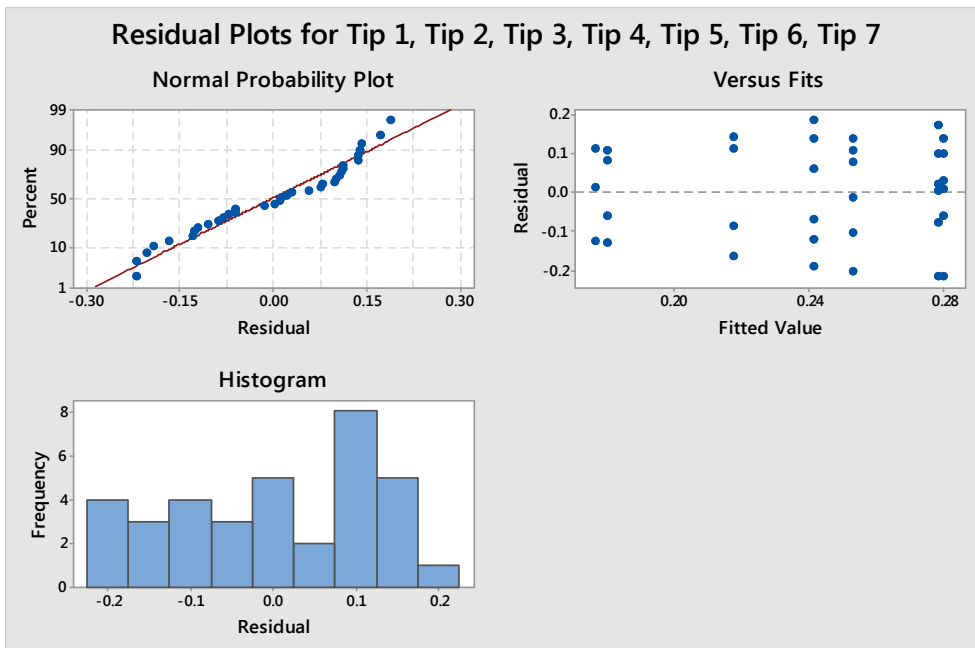 Residual Plots for Tip 1, Tip 2, Tip 3, Tip 4, Tip 5, Tip 6, Tip 7
Normal Probability Plot
Percent
99
90
50
10
1
-0.30 -0.15 0.00 0.15 0.30
Residual
Versus Fits
Residual
0.2
0.1
0.0
-0.1
-0.2
0.20 0.24 0.28
Fitted Value
Histogram
Frequency
8
6
4
2
0
-0.2 -0.1 0.0 0.1 0.2
Residual